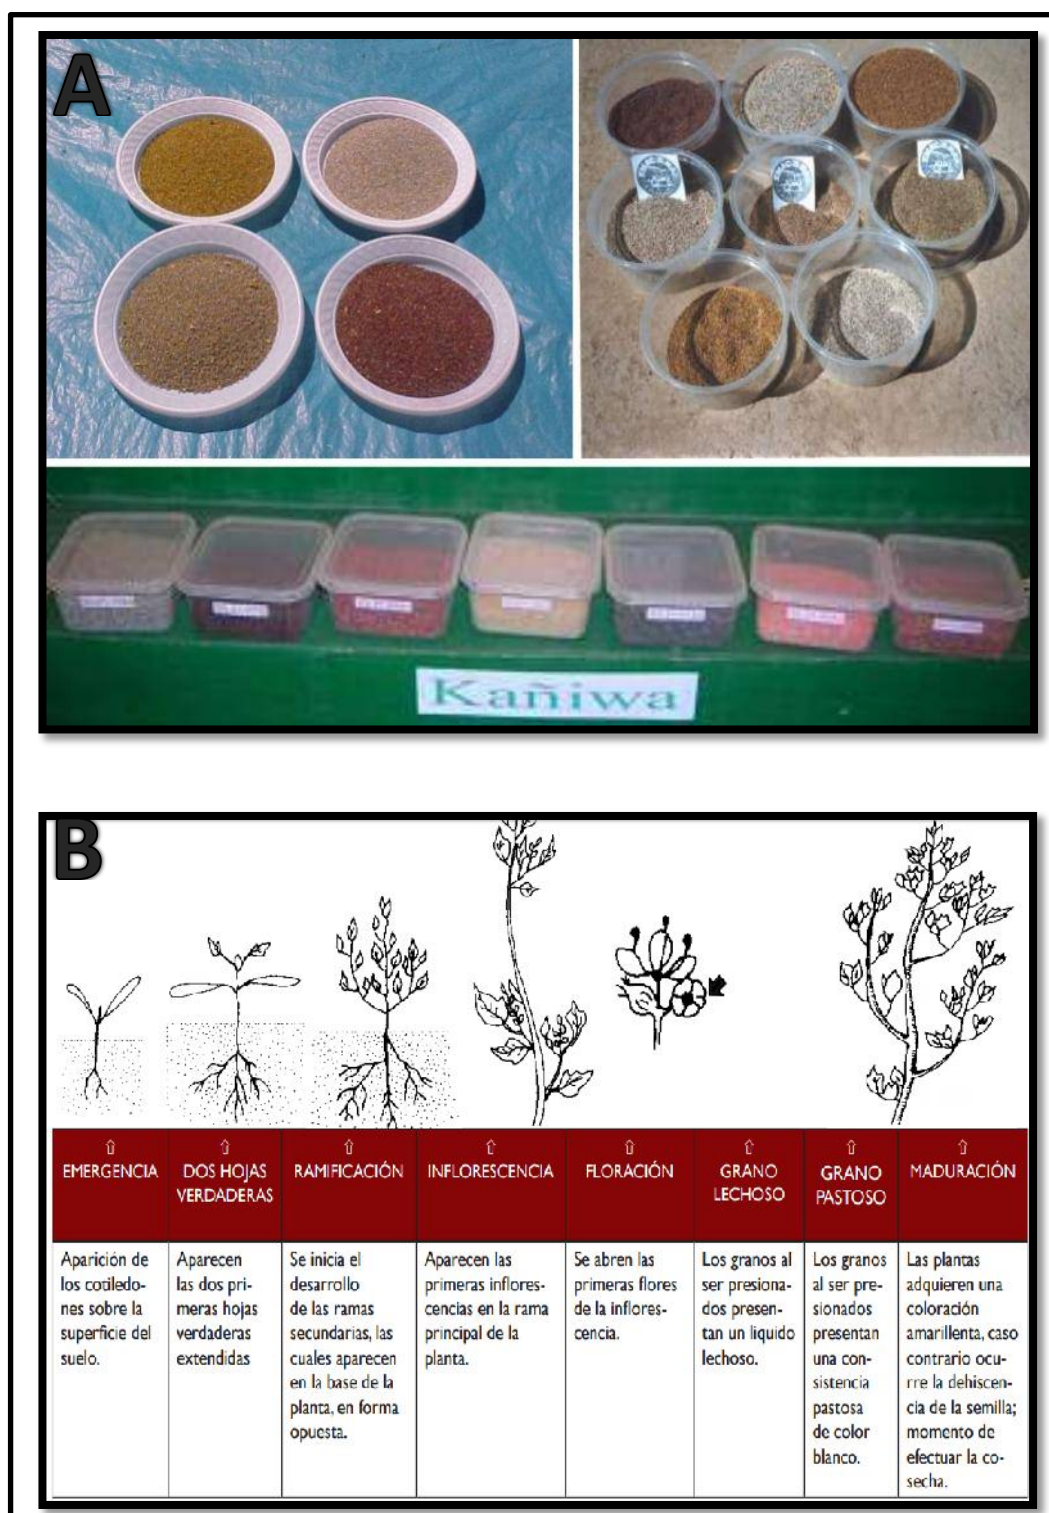 A
Kañiwa
B
EMERGENCIA
DOS HOJAS
VERDADERAS
RAMIFICACIÓN
INFLORESCENCIA
FLORACIÓN
GRANO
LECHOSO
GRANO
PASTOSO
MADURACIÓN
Aparición de
los cotiledo-
nes sobre la
superficie del
suelo.
Aparecen
las dos pri-
meras hojas
verdaderas
extendidas
Se inicia el
desarrollo
de las ramas
secundarias, las
cuales aparecen
en la base de la
planta, en forma
opuesta.
Aparecen las
primeras inflores-
cencias en la rama
principal de la
planta.
Se abren las
primeras flores
de la inflores-
cencia.
Los granos al
ser presiona-
dos presen-
tan un liquido
lechoso.
Los granos
al ser pre-
sionados
presentan
una con-
sistencia
pastosa
de color
blanco.
Las plantas
adquieren una
coloración
amarillenta, caso
contrario ocu-
rre la dehiscen-
cia de la semilla;
momento de
efectuar la co-
secha.